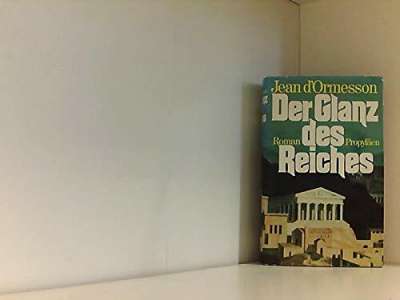 Jean d'Ormesson
Der Glanz
des
Roman Propyläen
Reiches